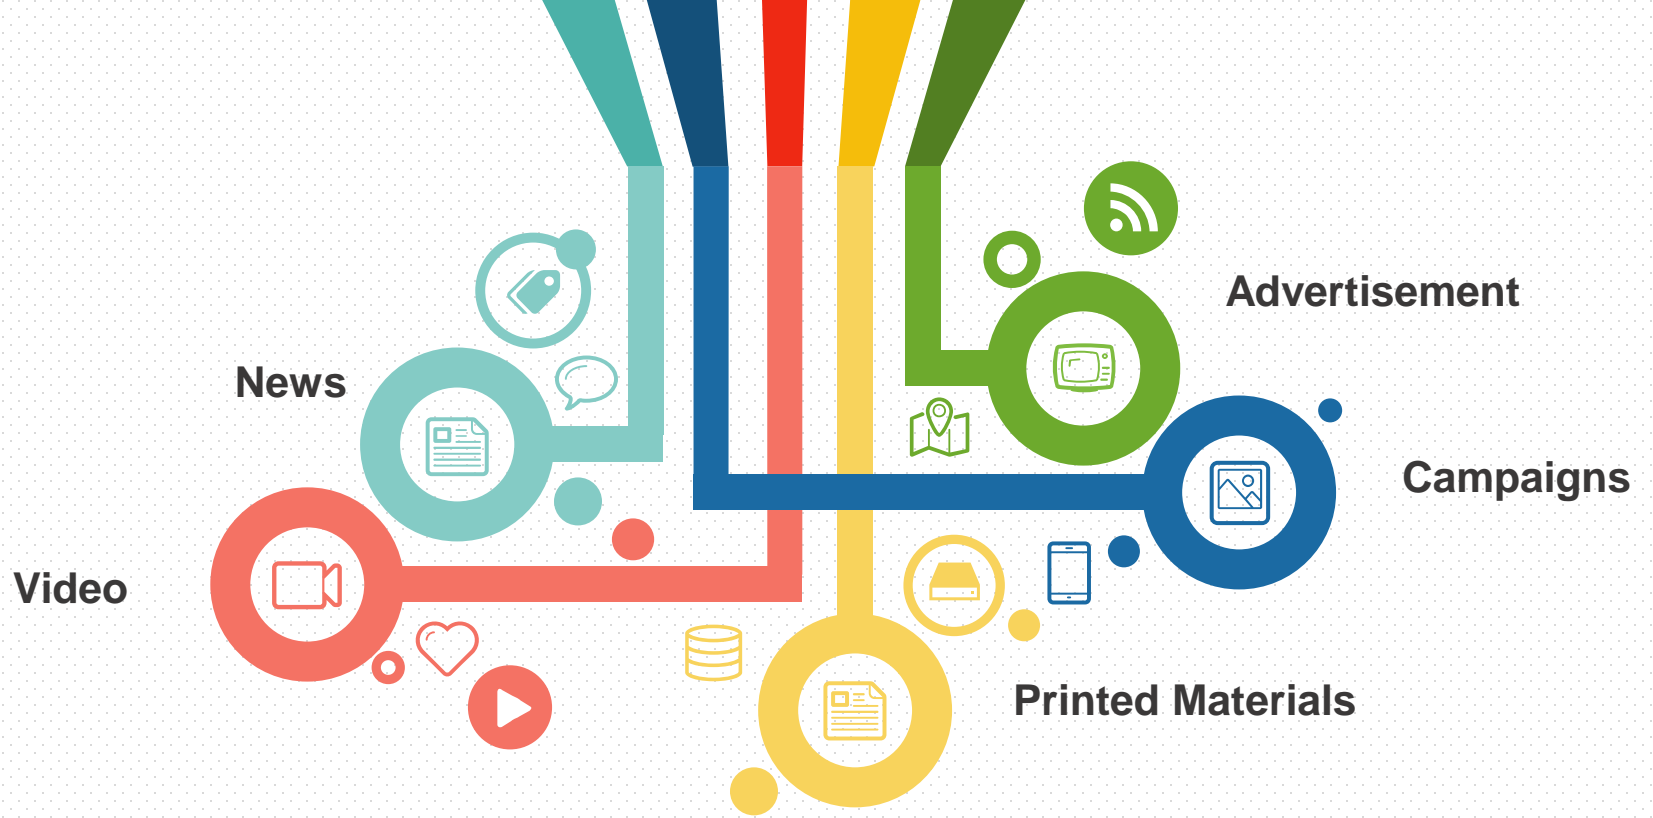 Advertisement
News
Campaigns
Video
Printed Materials